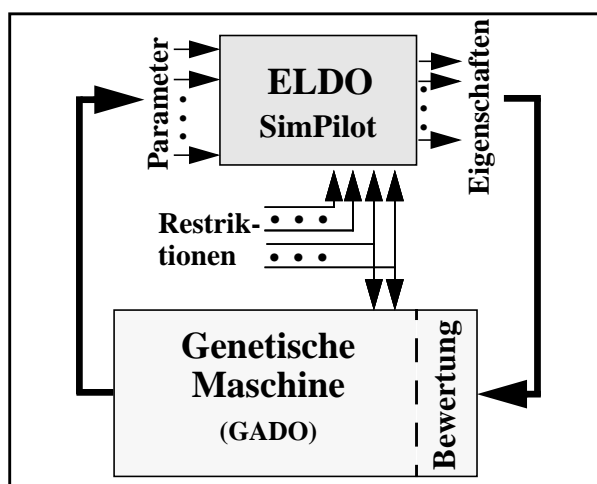 Parameter
ELDO
SimPilot
Eigenschaften
Restrik-
tionen
Genetische
Maschine
(GADO)
Bewertung